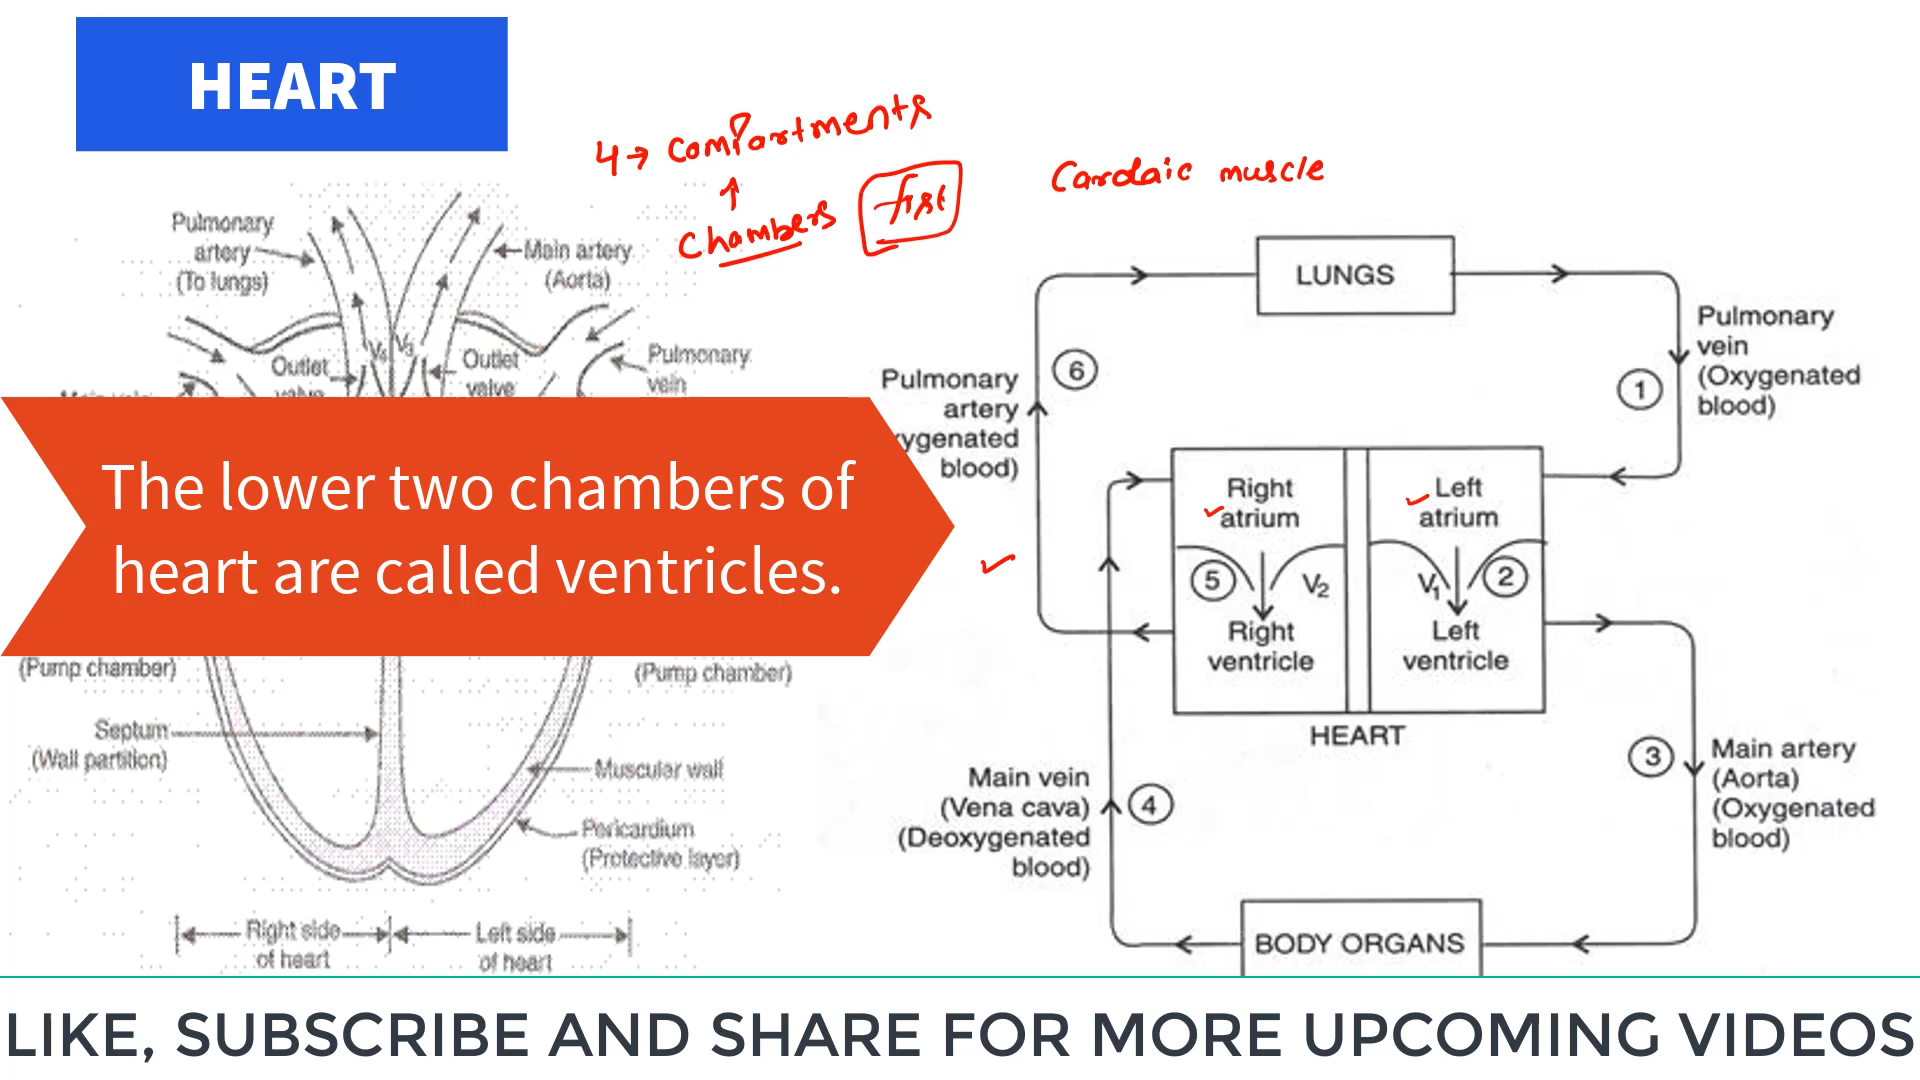 HEART
4 → compartments
↑
Chambers
fist
Cardaic muscle
Pulmonary
artery
(To lungs)
Main artery
(Aorta)
Outlet
V4
V3
Outlet
valve
Pulmonary
vein
The lower two chambers of
heart are called ventricles.
(Pump chamber)
(Pump chamber)
Septum
(Wall partition)
Muscular wall
Pericardium
(Protective layer)
Right side
of heart
Left side
of heart
LUNGS
Pulmonary
vein
(Oxygenated
blood)
1
6
Pulmonary
artery
blood)
Right
atrium
Left
atrium
5
V2
V1
2
Right
ventricle
Left
ventricle
HEART
3
Main artery
(Aorta)
(Oxygenated
blood)
Main vein
(Vena cava)
(Deoxygenated
blood)
4
BODY ORGANS
LIKE, SUBSCRIBE AND SHARE FOR MORE UPCOMING VIDEOS